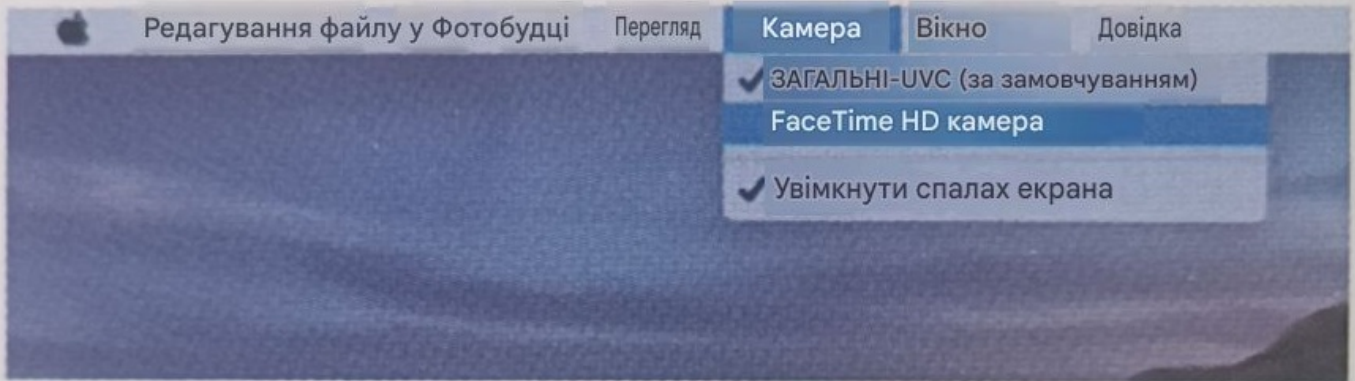 Редагування файлу у Фотобудці Перегляд Камера Вікно Довідка
ЗАГАЛЬНІ-UVC (за замовчуванням)
FaceTime HD камера
Увімкнути спалах екрана